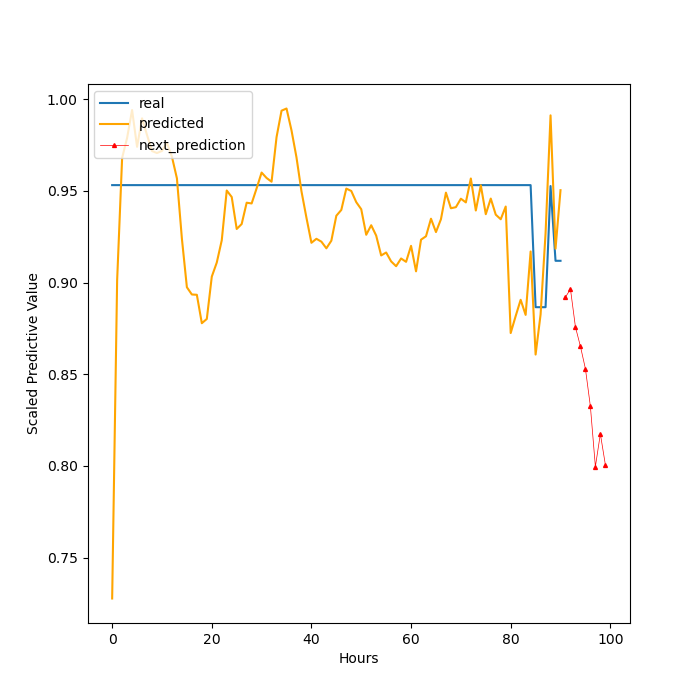 real
predicted
next_prediction
1.00
0.95
0.90
0.85
0.80
0.75
Scaled Predictive Value
0 20 40 60 80 100
Hours